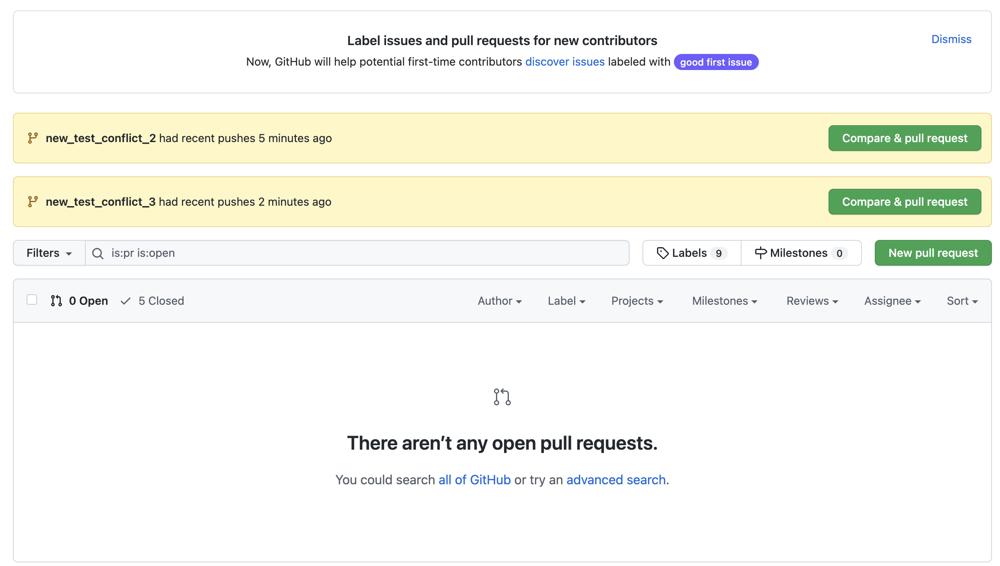 Label issues and pull requests for new contributors
Dismiss
Now, GitHub will help potential first-time contributors discover issues labeled with good first issue
new_test_conflict_2 had recent pushes 5 minutes ago
Compare & pull request
new_test_conflict_3 had recent pushes 2 minutes ago
Compare & pull request
Filters is:pr is:open Labels 9 Milestones 0 New pull request
0 Open 5 Closed Author Label Projects Milestones Reviews Assignee Sort
There aren’t any open pull requests.
You could search all of GitHub or try an advanced search.